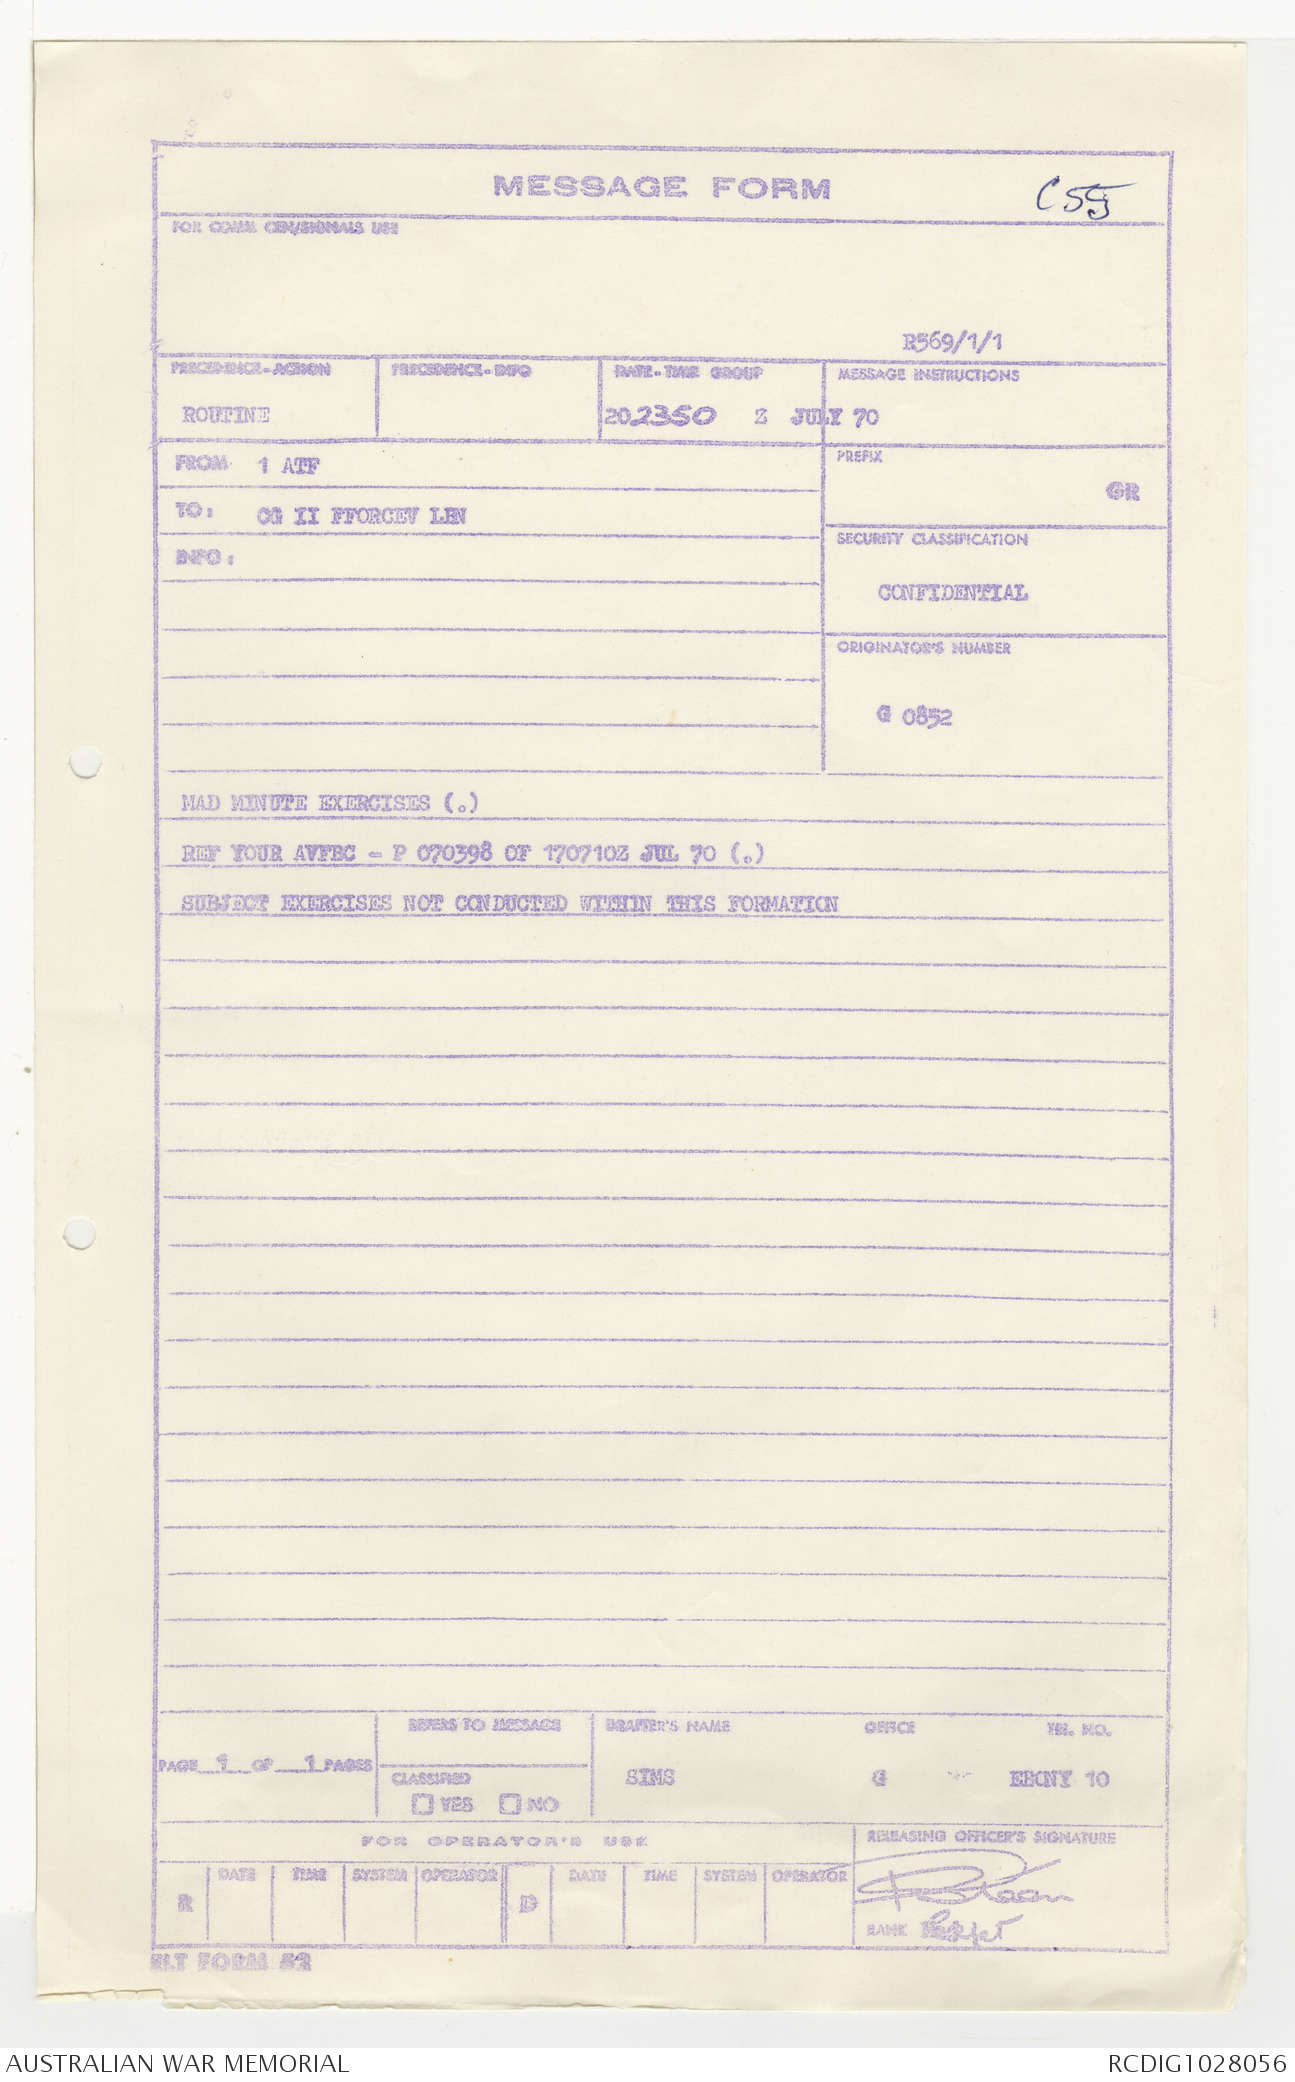 MESSAGE FORM
C55
FOR COMM CEN/SIGNALS USE
R569/1/1
PRECEDENCE-ACTION PRECEDENCE-INFO DATE-TIME GROUP MESSAGE INSTRUCTIONS
ROUTINE 202350 Z JULY 70
FROM 1 ATF
PREFIX
GR
TO: CG II FFORCEV LBN
SECURITY CLASSIFICATION
INFO:
CONFIDENTIAL
ORIGINATOR'S NUMBER
G 0852
MAD MINUTE EXERCISES (.)
REF YOUR AVFBC - P 070398 OF 170710Z JUL 70 (.)
SUBJECT EXERCISES NOT CONDUCTED WITHIN THIS FORMATION
REFERS TO MESSAGE DRAFTER'S NAME OFFICE TEL. NO.
PAGE 1 OF 1 PAGES
CLASSIFIED SIMS G EBONY 10
YES NO
FOR OPERATOR'S USE RELEASING OFFICER'S SIGNATURE
DATE TIME SYSTEM OPERATOR DATE TIME SYSTEM OPERATOR
R D
RANK
ELT FORM 52
AUSTRALIAN WAR MEMORIAL RCDIG1028056